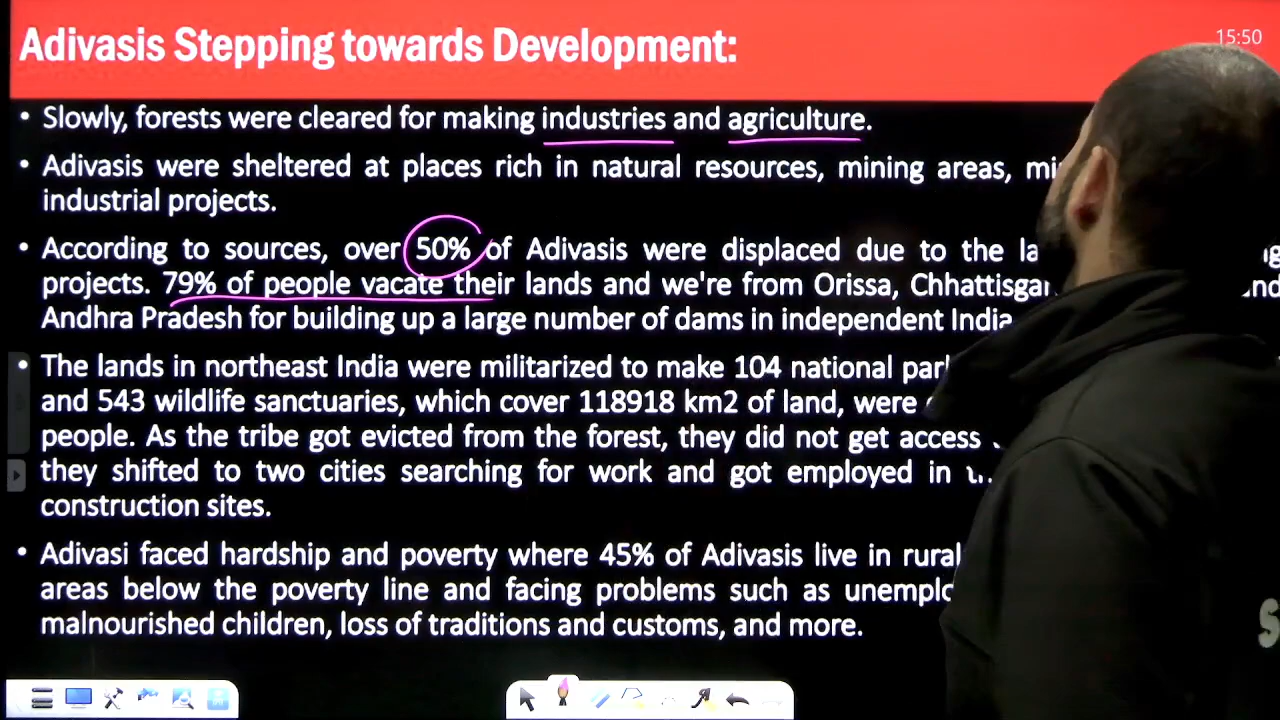 Adivasis Stepping towards Development:
15:50
• Slowly, forests were cleared for making industries and agriculture.
• Adivasis were sheltered at places rich in natural resources, mining areas,
industrial projects.
• According to sources, over 50% of Adivasis were displaced due to the
projects. 79% of people vacate their lands and we're from Orissa,
Andhra Pradesh for building up a large number of dams in independent India
• The lands in northeast India were militarized to make 104 national
and 543 wildlife sanctuaries, which cover 118918 km2 of land, were
people. As the tribe got evicted from the forest, they did not get access
they shifted to two cities searching for work and got employed in
construction sites.
• Adivasi faced hardship and poverty where 45% of Adivasis live in rural
areas below the poverty line and facing problems such as
malnourished children, loss of traditions and customs, and more.